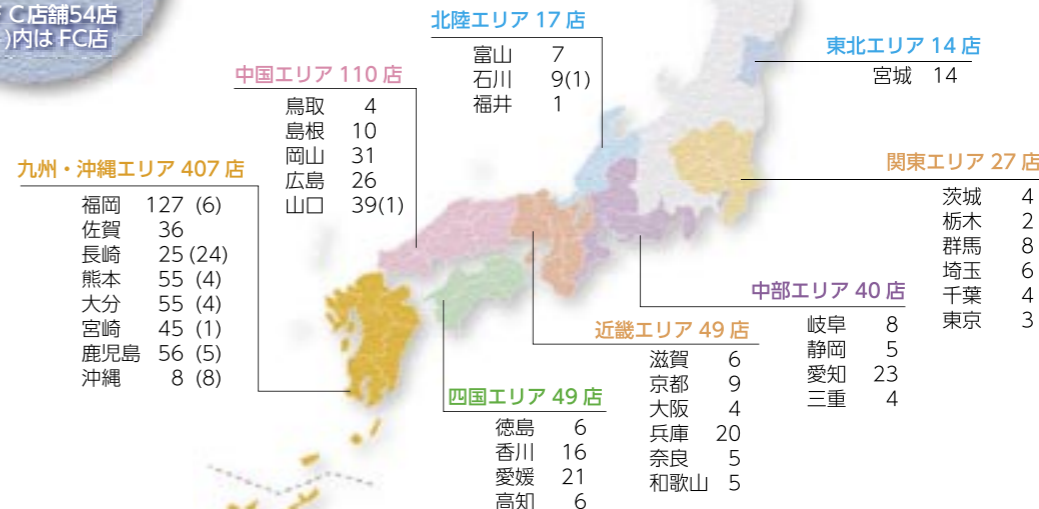 ＦＣ店舗54店
)内は FC店
北陸エリア 17 店
富山 7
石川 9(1)
福井 1
東北エリア 14 店
宮城 14
中国エリア 110 店
鳥取 4
島根 10
岡山 31
広島 26
山口 39(1)
九州・沖縄エリア 407 店
福岡 127 (6)
佐賀 36
長崎 25 (24)
熊本 55 (4)
大分 55 (4)
宮崎 45 (1)
鹿児島 56 (5)
沖縄 8 (8)
関東エリア 27 店
茨城 4
栃木 2
群馬 8
埼玉 6
千葉 4
東京 3
中部エリア 40 店
岐阜 8
静岡 5
愛知 23
三重 4
近畿エリア 49 店
滋賀 6
京都 9
大阪 4
兵庫 20
奈良 5
和歌山 5
四国エリア 49 店
徳島 6
香川 16
愛媛 21
高知 6